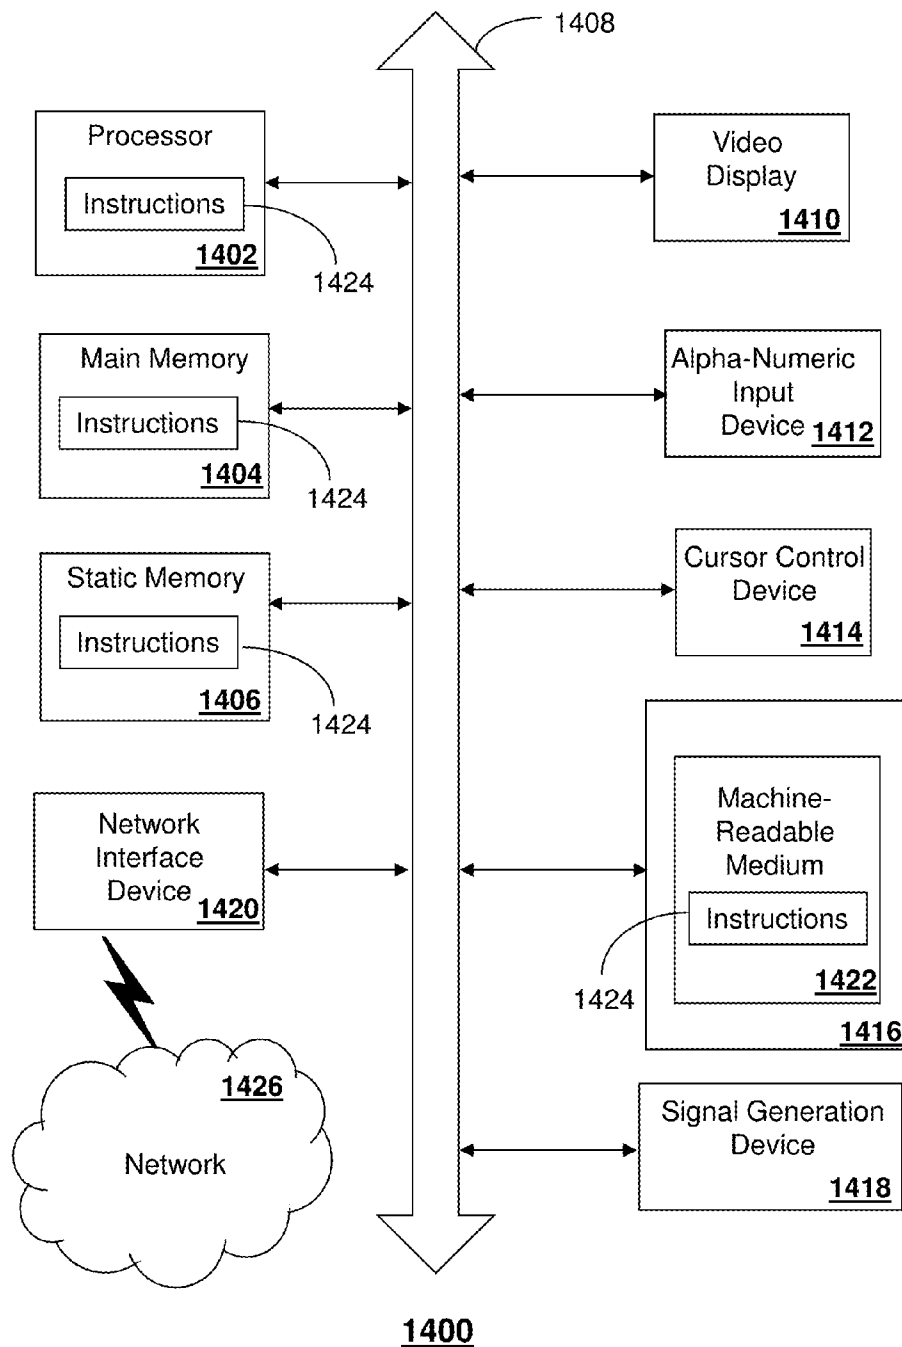 1408
Processor
Instructions
1402
1424
Main Memory
Instructions
1404
1424
Static Memory
Instructions
1406
1424
Network
Interface
Device
1420
1426
Network
Video
Display
1410
Alpha-Numeric
Input
Device
1412
Cursor Control
Device
1414
Machine-
Readable
Medium
Instructions
1424
1422
1416
Signal Generation
Device
1418
1400